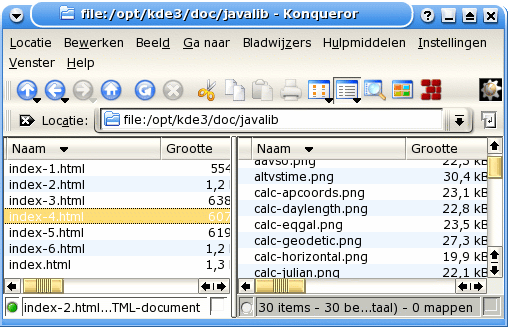 file:/opt/kde3/doc/javalib - Konqueror
Locatie Bewerken Beeld Ga naar Bladwijzers Hulpmiddelen Instellingen
Venster Help
Locatie: file:/opt/kde3/doc/javalib
Naam Grootte
index-1.html 554
index-2.html 1,2
index-3.html 638
index-4.html 607
index-5.html 619
index-6.html 1,2
index.html 1,3
index-2.html...TML-document
Naam Grootte
aavso.png 22,3 kB
altvstime.png 30,4 kB
calc-apcoords.png 23,1 kB
calc-daylength.png 22,8 kB
calc-eqgal.png 23,5 kB
calc-geodetic.png 27,3 kB
calc-horizontal.png 19,9 kB
calc-julian.png 22,1 kB
30 items - 30 be...taal) - 0 mappen